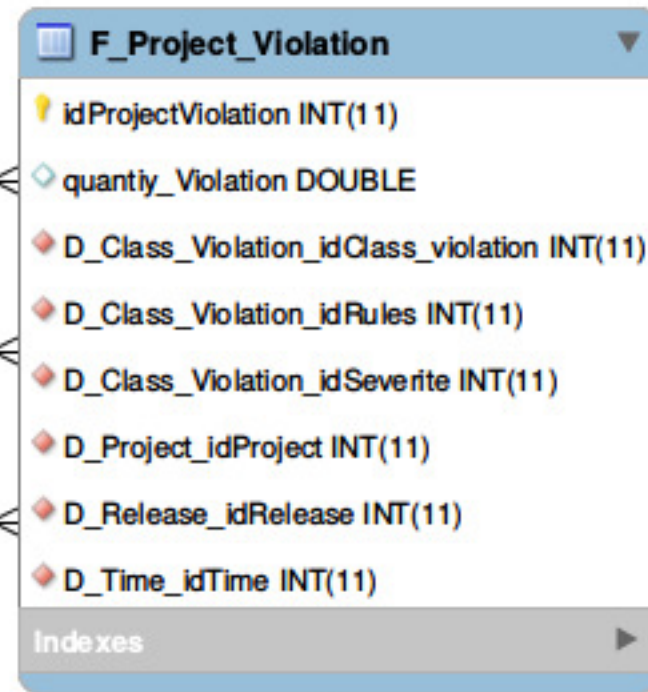 F_Project_Violation
idProjectViolation INT(11)
quantiy_Violation DOUBLE
D_Class_Violation_idClass_violation INT(11)
D_Class_Violation_idRules INT(11)
D_Class_Violation_idSeverite INT(11)
D_Project_idProject INT(11)
D_Release_idRelease INT(11)
D_Time_idTime INT(11)
Indexes